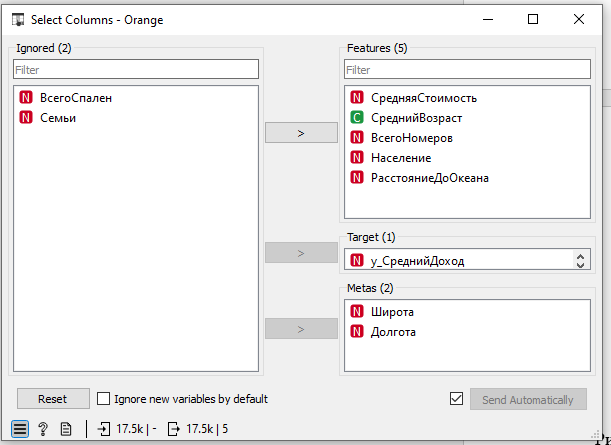 Select Columns - Orange
Ignored (2)
Filter
N ВсегоСпален
N Семьи
>
Features (5)
Filter
N СредняяСтоимость
C СреднийВозраст
N ВсегоНомеров
N Население
N РасстояниеДоОкеана
>
Target (1)
N y_СреднийДоход
>
Metas (2)
N Широта
N Долгота
Reset
Ignore new variables by default
Send Automatically
? 17.5k | - 17.5k | 5